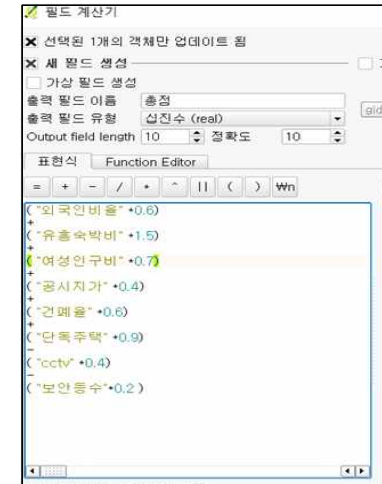 필드 계산기
선택된 1개의 객체만 업데이트 됨
새 필드 생성
가상 필드 생성
출력 필드 이름 총점
출력 필드 유형 십진수 (real)
Output field length 10 정확도 10
gid
표현식 Function Editor
= + - / * ^ || ( ) ₩n
( "외국인비율" *0.6)
+
( "유흥숙박비" *1.5)
+
( "여성인구비" *0.7)
+
( "공시지가" *0.4)
+
( "건폐율" *0.6)
+
( "단독주택" *0.9)
-
( "cctv" *0.4)
-
( "보안등수"*0.2 )